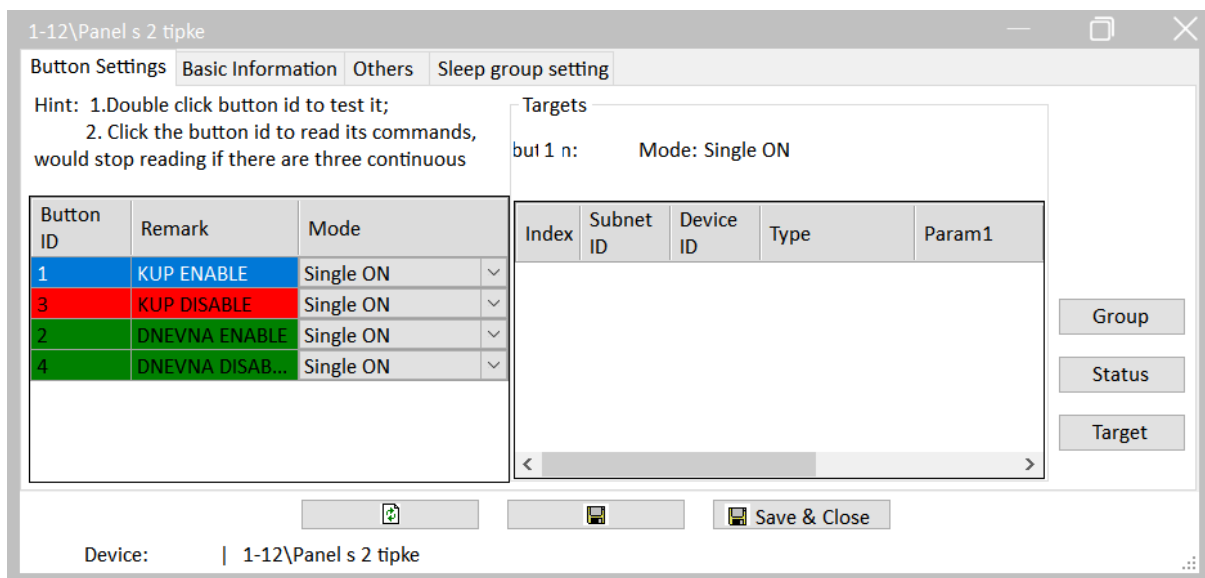 1-12\Panel s 2 tipke
Button Settings Basic Information Others Sleep group setting
Hint: 1.Double click button id to test it;
2. Click the button id to read its commands,
would stop reading if there are three continuous
Targets
but 1 n: Mode: Single ON
Button ID Remark Mode
1 KUP ENABLE Single ON
3 KUP DISABLE Single ON
2 DNEVNA ENABLE Single ON
4 DNEVNA DISAB... Single ON
Index Subnet ID Device ID Type Param1
Group
Status
Target
Save & Close
Device: | 1-12\Panel s 2 tipke